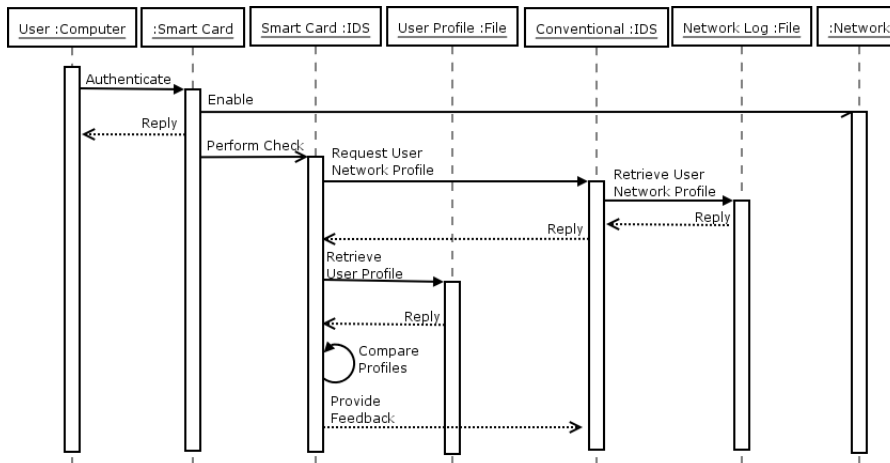 User :Computer
:Smart Card
Smart Card :IDS
User Profile :File
Conventional :IDS
Network Log :File
:Network
Authenticate
Enable
Reply
Perform Check
Request User
Network Profile
Retrieve User
Network Profile
Reply
Reply
Retrieve
User Profile
Reply
Compare
Profiles
Provide
Feedback